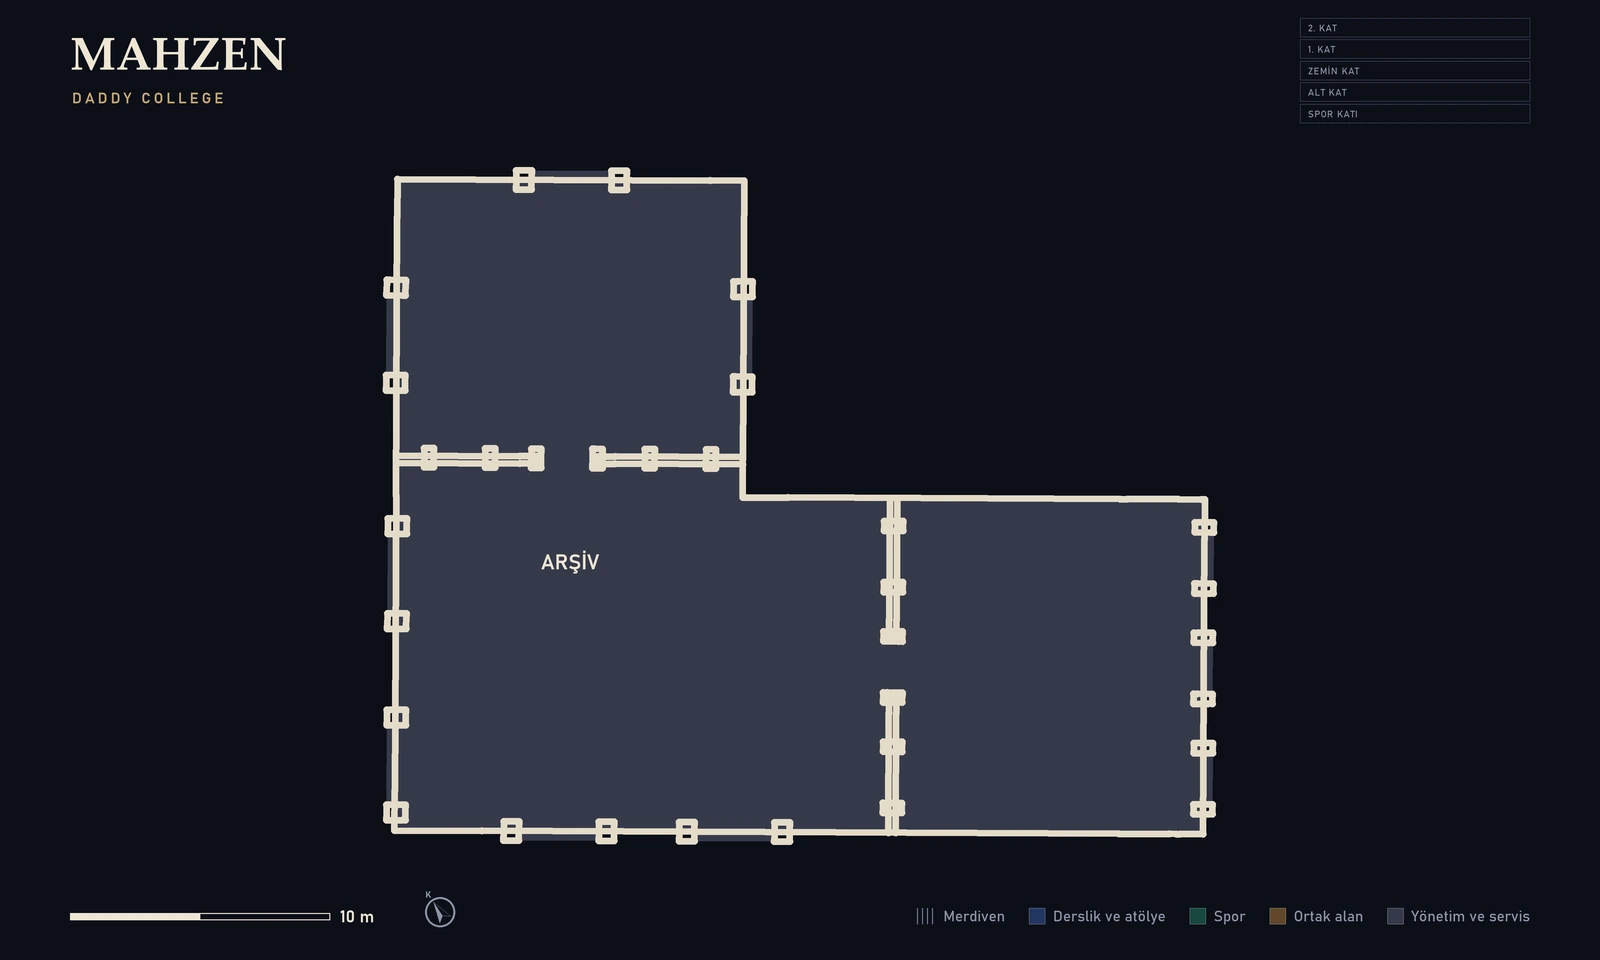 MAHZEN
DADDY COLLEGE
2. KAT
1. KAT
ZEMİN KAT
ALT KAT
SPOR KATI
ARŞİV
10 m
K
Merdiven
Derslik ve atölye
Spor
Ortak alan
Yönetim ve servis